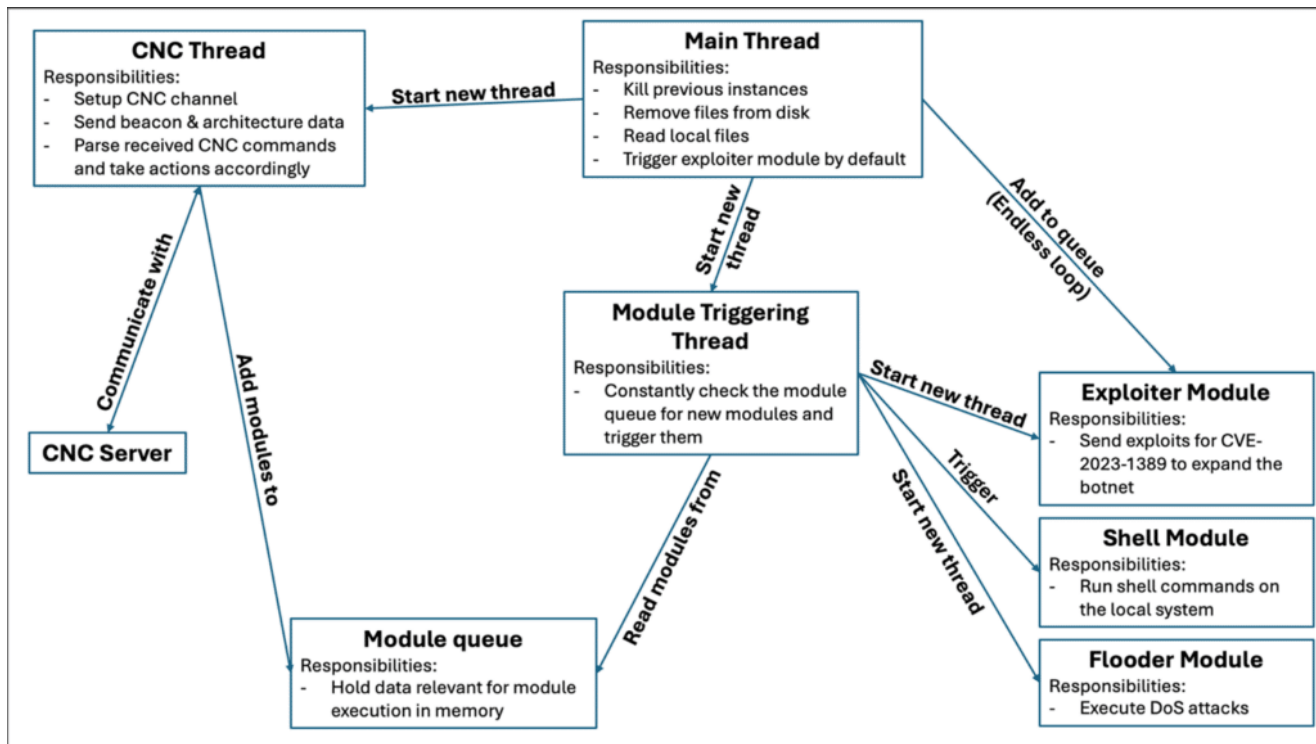 CNC Thread
Responsibilities:
- Setup CNC channel
- Send beacon & architecture data
- Parse received CNC commands
and take actions accordingly
Start new thread
Main Thread
Responsibilities:
- Kill previous instances
- Remove files from disk
- Read local files
- Trigger exploiter module by default
Start new
thread
Add to queue
(Endless loop)
Communicate with
Add modules to
CNC Server
Module Triggering
Thread
Responsibilities:
- Constantly check the module
queue for new modules and
trigger them
Start new thread
Trigger
Start new thread
Read modules from
Exploiter Module
Responsibilities:
- Send exploits for CVE-
2023-1389 to expand the
botnet
Shell Module
Responsibilities:
- Run shell commands on
the local system
Module queue
Responsibilities:
- Hold data relevant for module
execution in memory
Flooder Module
Responsibilities:
- Execute DoS attacks